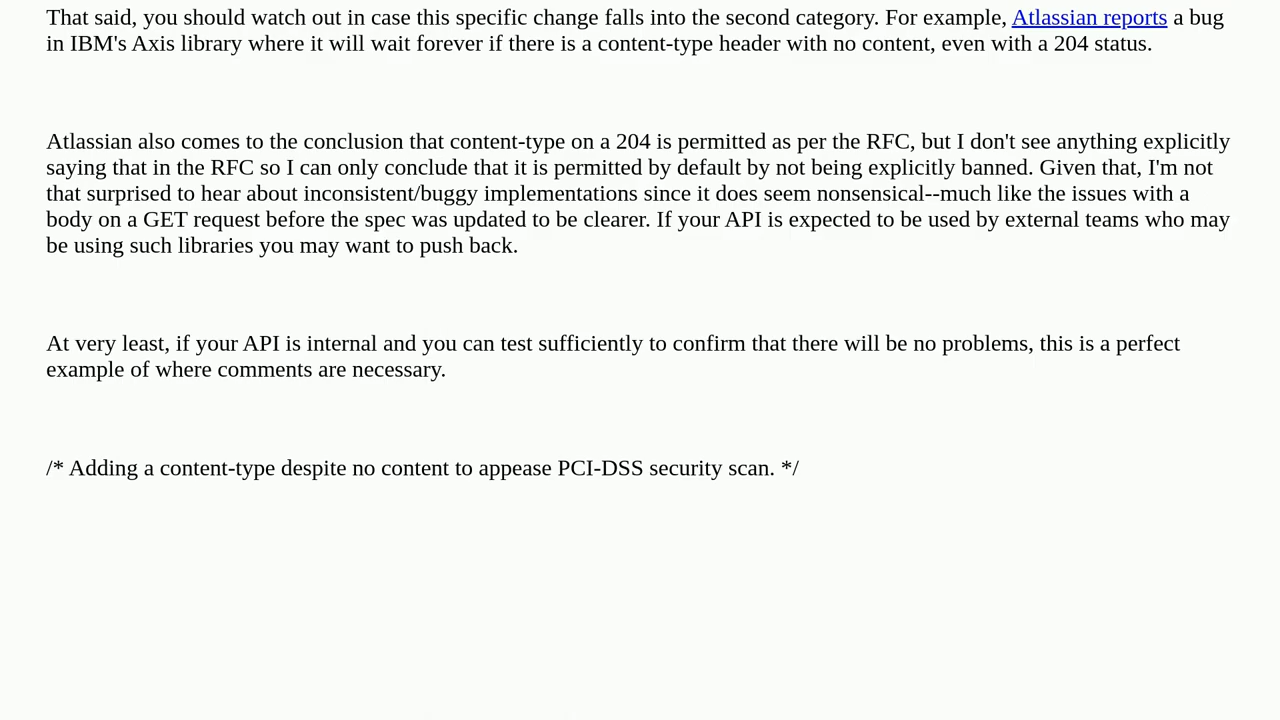 That said, you should watch out in case this specific change falls into the second category. For example, Atlassian reports a bug
in IBM's Axis library where it will wait forever if there is a content-type header with no content, even with a 204 status.
Atlassian also comes to the conclusion that content-type on a 204 is permitted as per the RFC, but I don't see anything explicitly
saying that in the RFC so I can only conclude that it is permitted by default by not being explicitly banned. Given that, I'm not
that surprised to hear about inconsistent/buggy implementations since it does seem nonsensical--much like the issues with a
body on a GET request before the spec was updated to be clearer. If your API is expected to be used by external teams who may
be using such libraries you may want to push back.
At very least, if your API is internal and you can test sufficiently to confirm that there will be no problems, this is a perfect
example of where comments are necessary.
/* Adding a content-type despite no content to appease PCI-DSS security scan. */